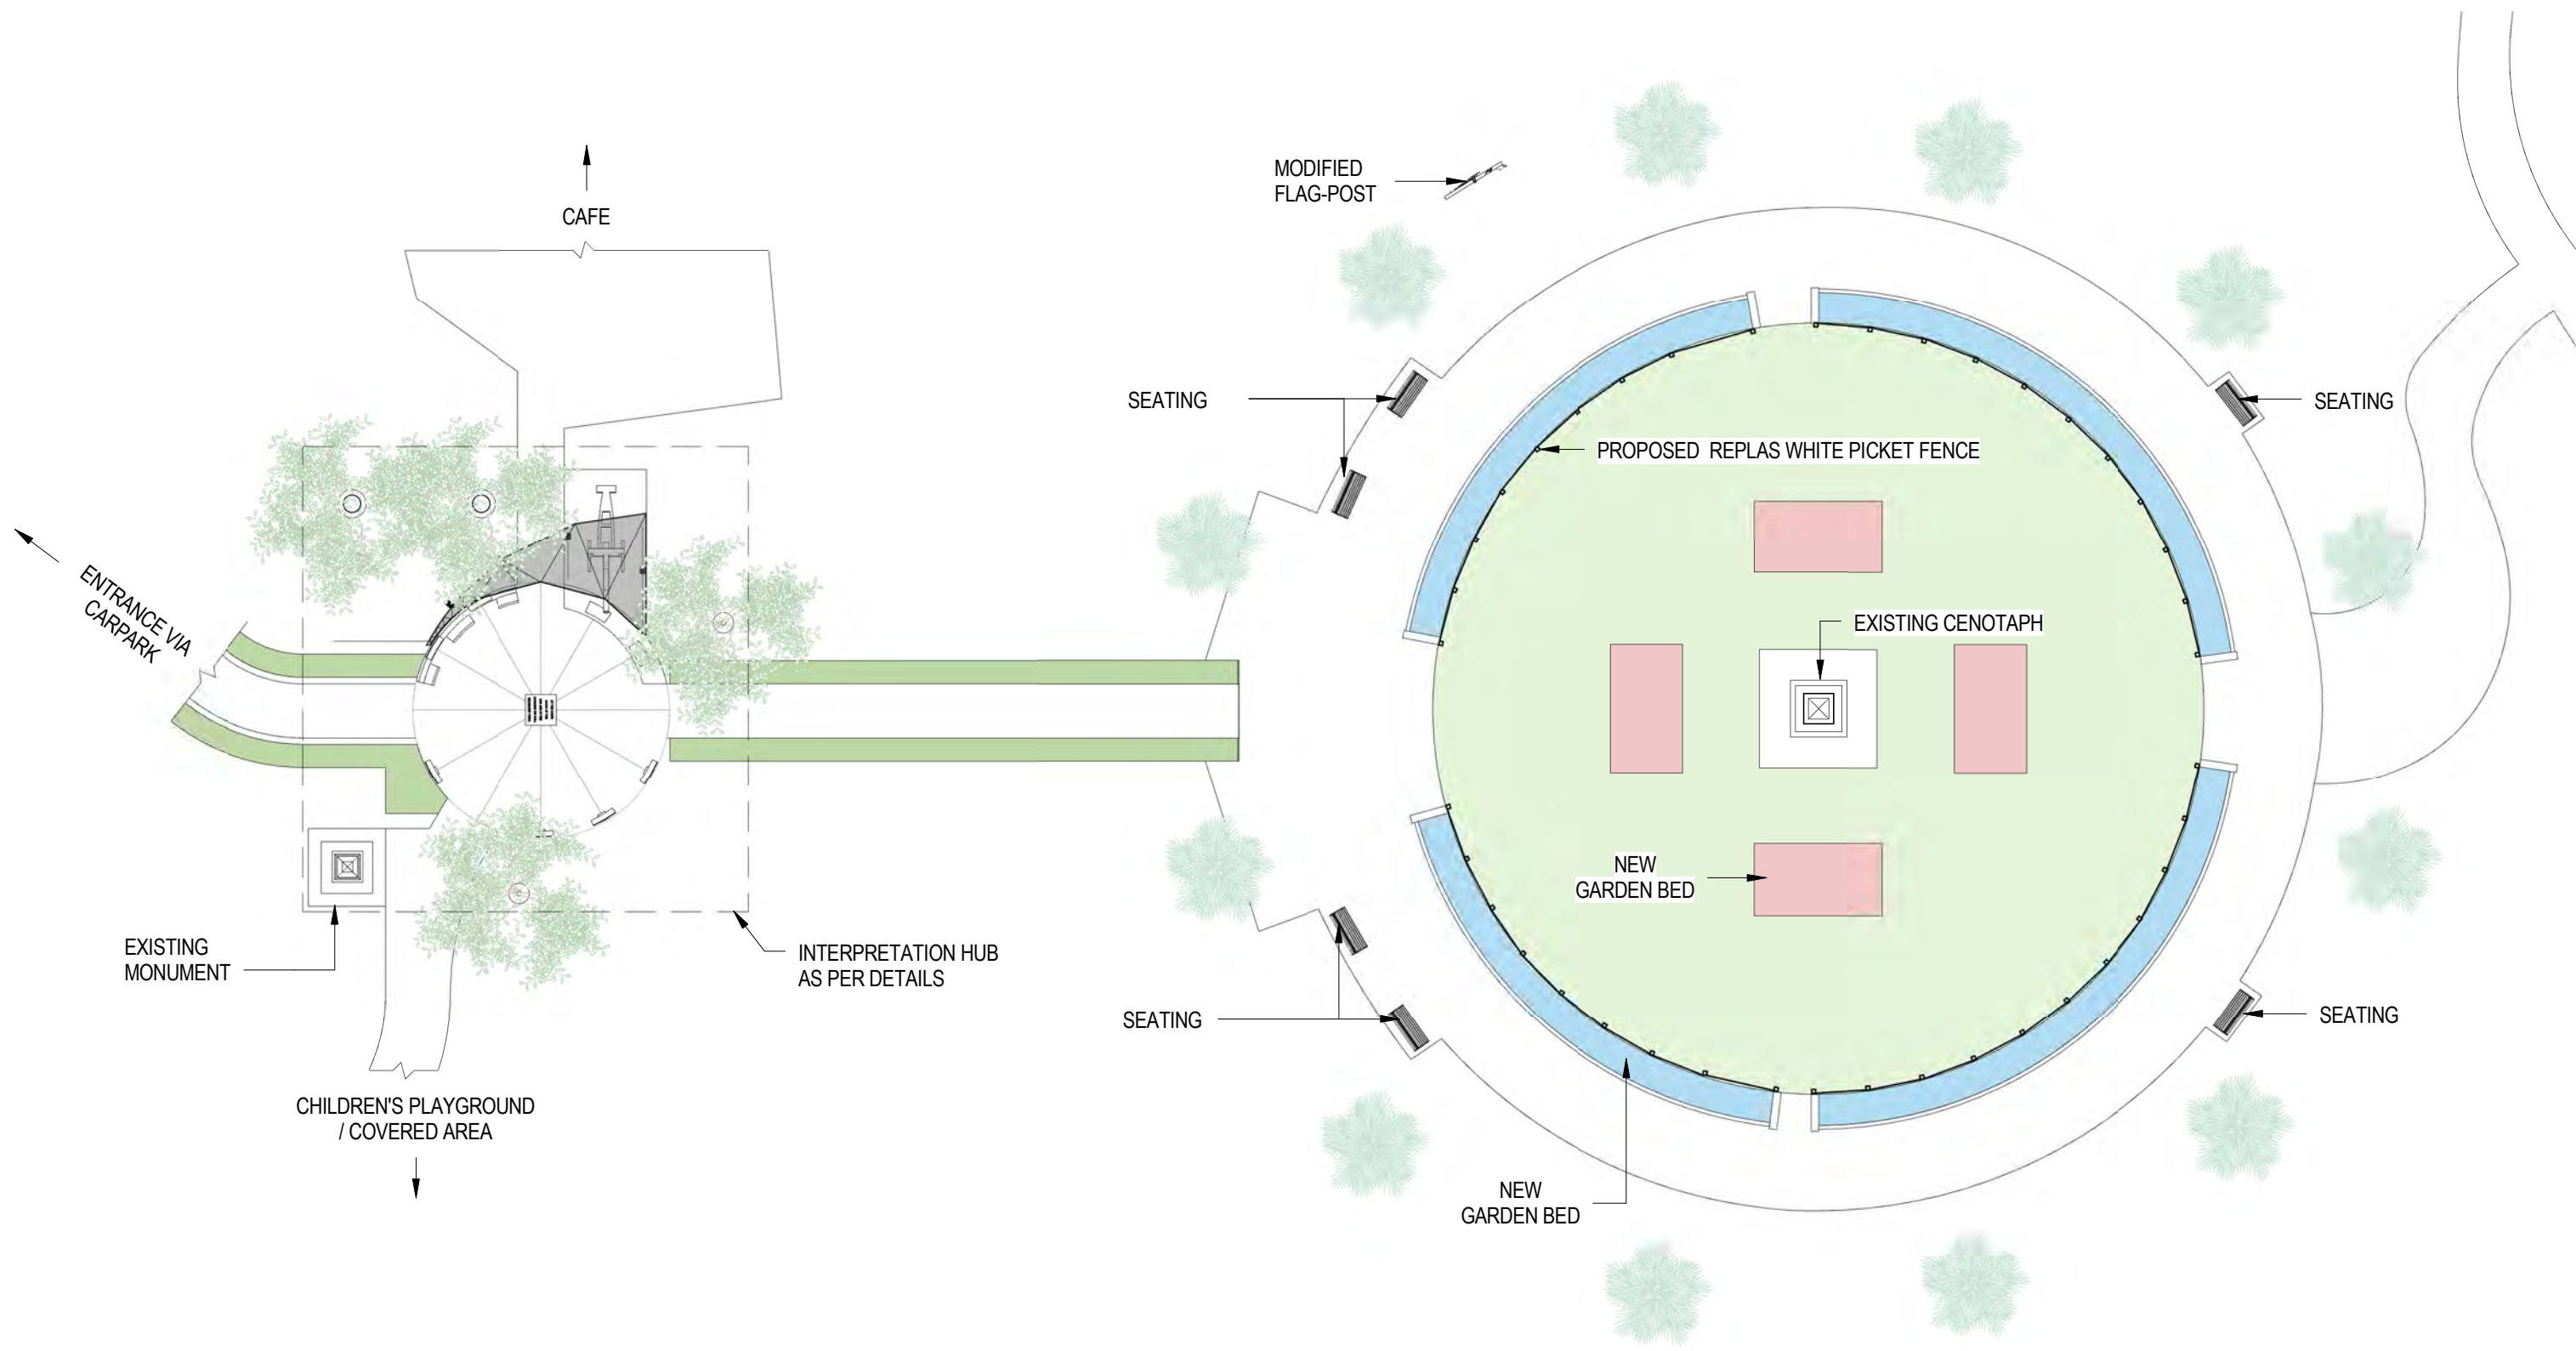 MODIFIED
FLAG-POST
CAFE
SEATING
SEATING
PROPOSED REPLAS WHITE PICKET FENCE
ENTRANCE VIA
CARPARK
EXISTING CENOTAPH
NEW
GARDEN BED
EXISTING
MONUMENT
INTERPRETATION HUB
AS PER DETAILS
SEATING
SEATING
CHILDREN'S PLAYGROUND
/ COVERED AREA
NEW
GARDEN BED